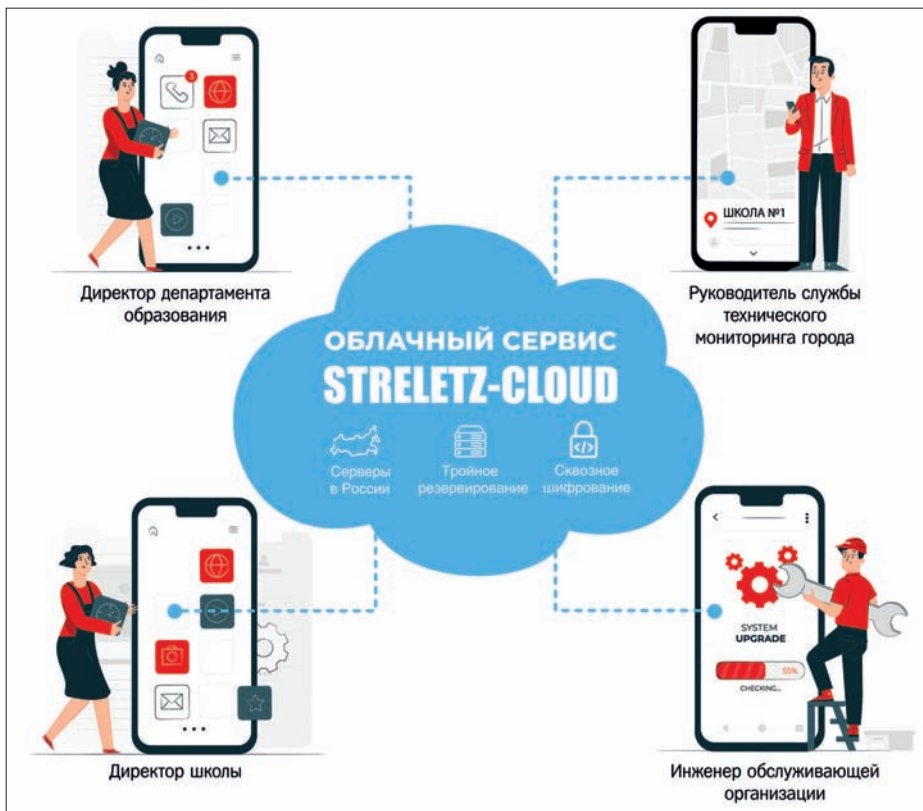 3
ШКОЛА №1
Директор департамента
образования
Руководитель службы
технического
мониторинга города
ОБЛАЧНЫЙ СЕРВИС
STRELETZ-CLOUD
Серверы
в России
Тройное
резервирование
</>
Сквозное
шифрование
SYSTEM
UPGRADE
55%
CHECKING...
Директор школы
Инженер обслуживающей
организации